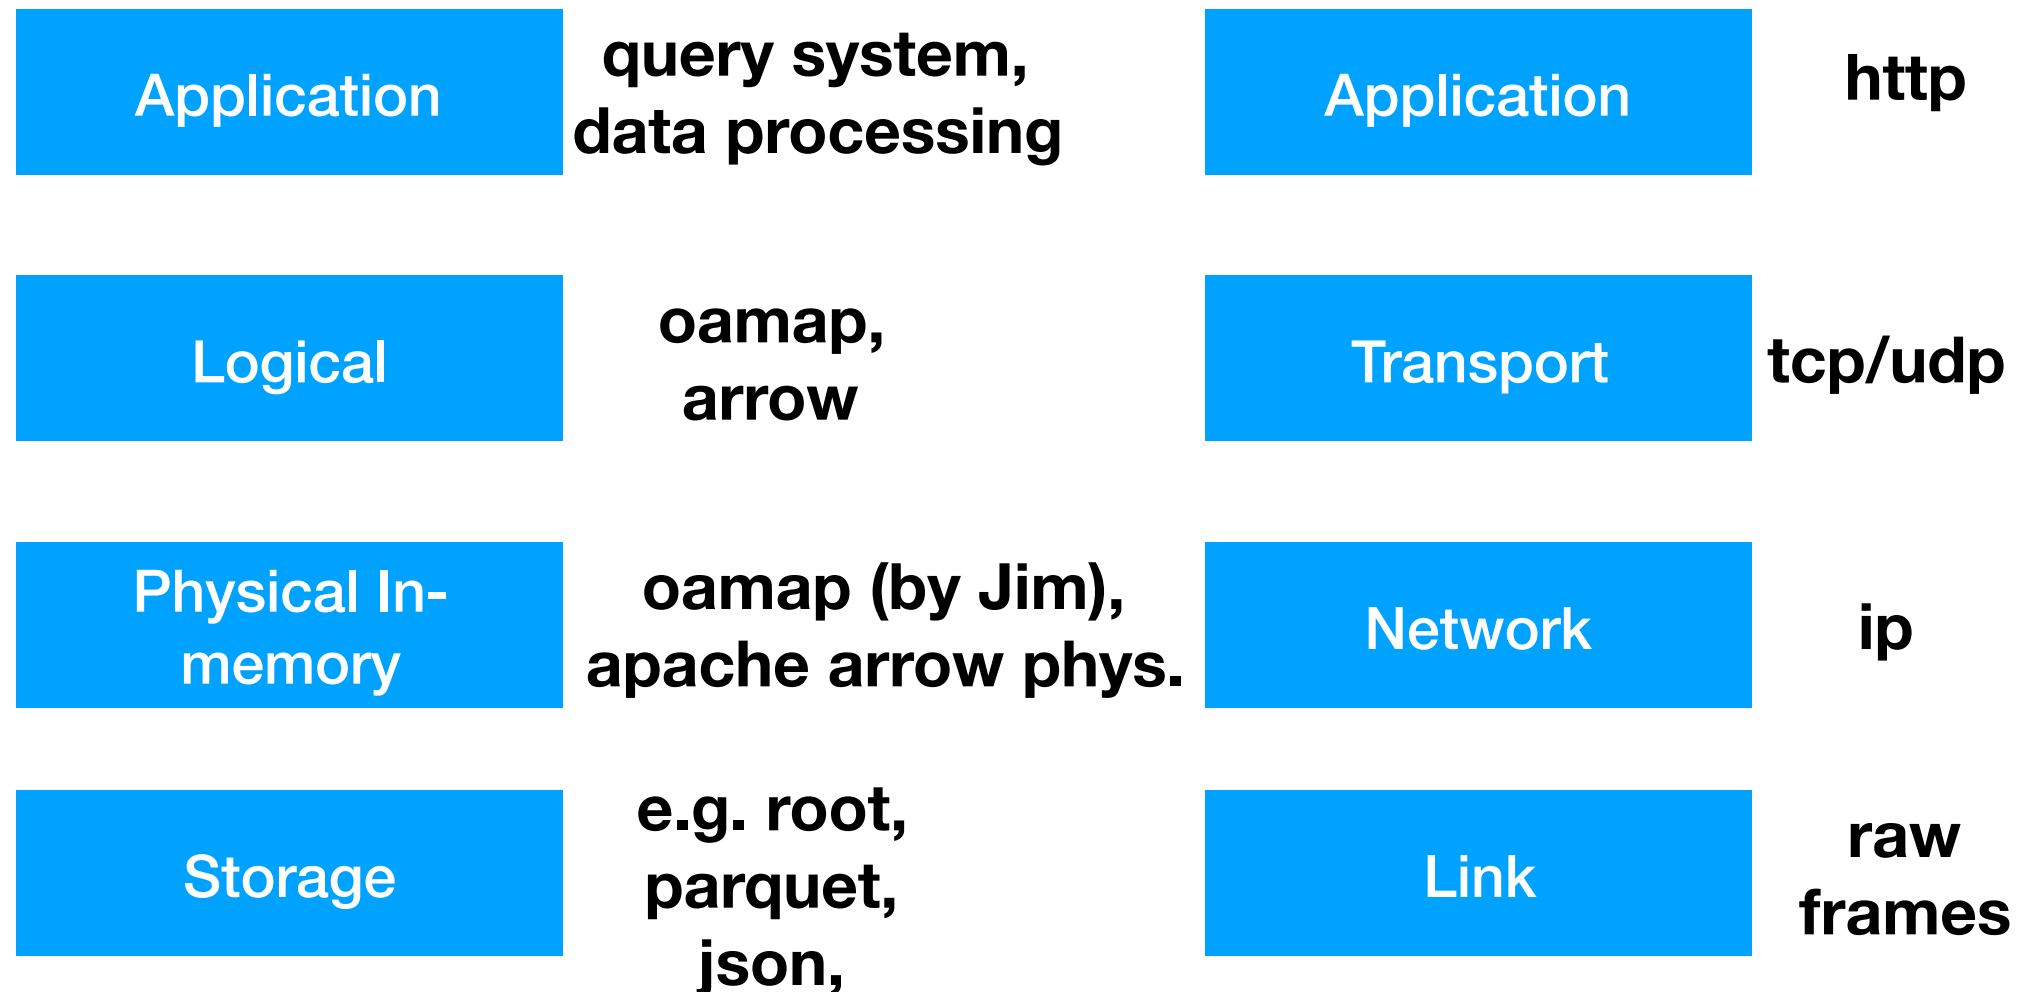 Application
query system,
data processing
Application
http
Logical
oamap,
arrow
Transport
tcp/udp
Physical In-
memory
oamap (by Jim),
apache arrow phys.
Network
ip
Storage
e.g. root,
parquet,
json,
Link
raw
frames